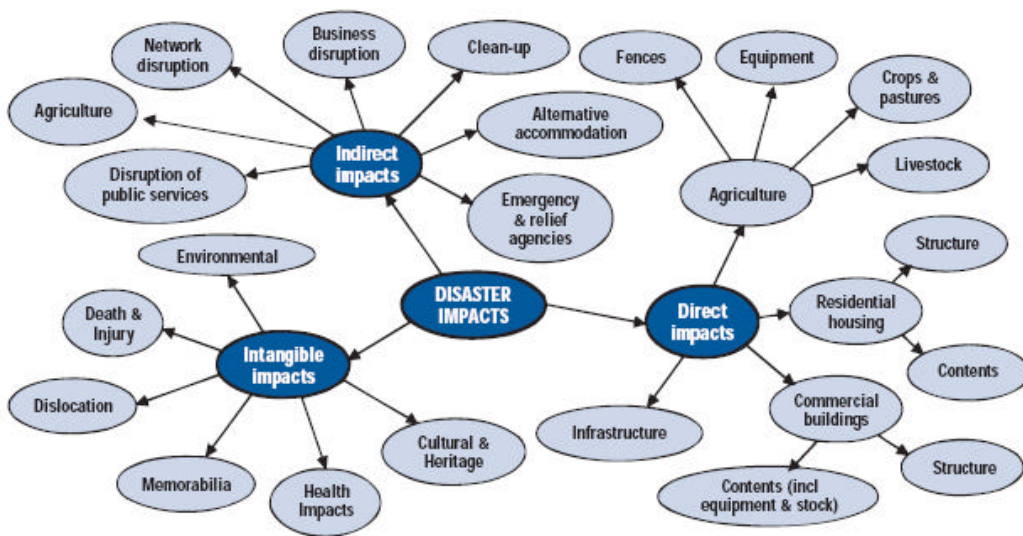 Network
disruption
Business
disruption
Clean-up
Agriculture
Alternative
accommodation
Indirect
impacts
Disruption of
public services
Emergency
& relief
agencies
Fences
Equipment
Crops &
pastures
Livestock
Agriculture
Environmental
Death &
Injury
Dislocation
Intangible
impacts
Memorabilia
Health
Impacts
Cultural &
Heritage
DISASTER
IMPACTS
Direct
impacts
Structure
Residential
housing
Contents
Commercial
buildings
Infrastructure
Structure
Contents (incl
equipment & stock)